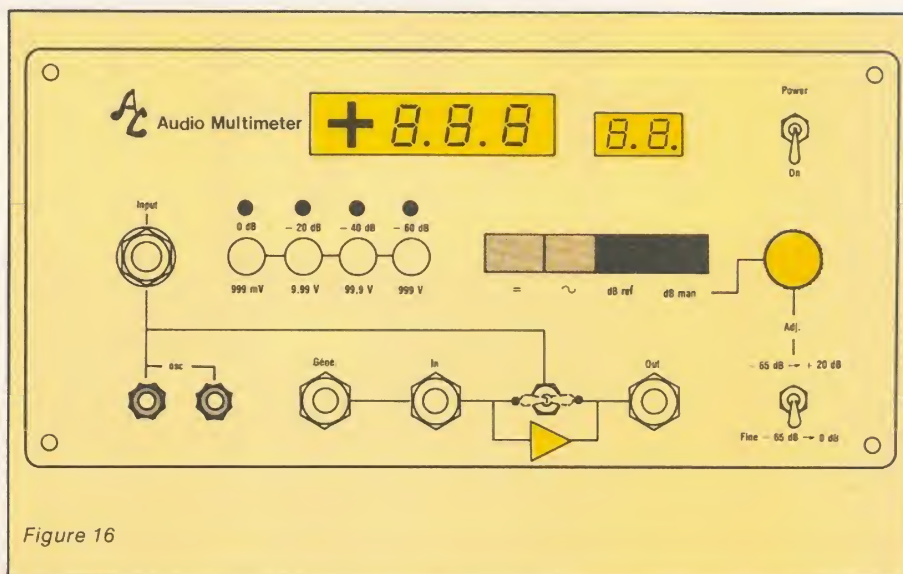 Power
AC Audio Multimeter
+ 8.8.8
8.8.
On
Input
0 dB
- 20 dB
- 40 dB
- 60 dB
999 mV
9.99 V
99.9 V
999 V
=
~
dB ref
dB man
Adj.
osc
Géne.
In
Out
- 65 dB → + 20 dB
Fine - 65 dB → 0 dB
Figure 16